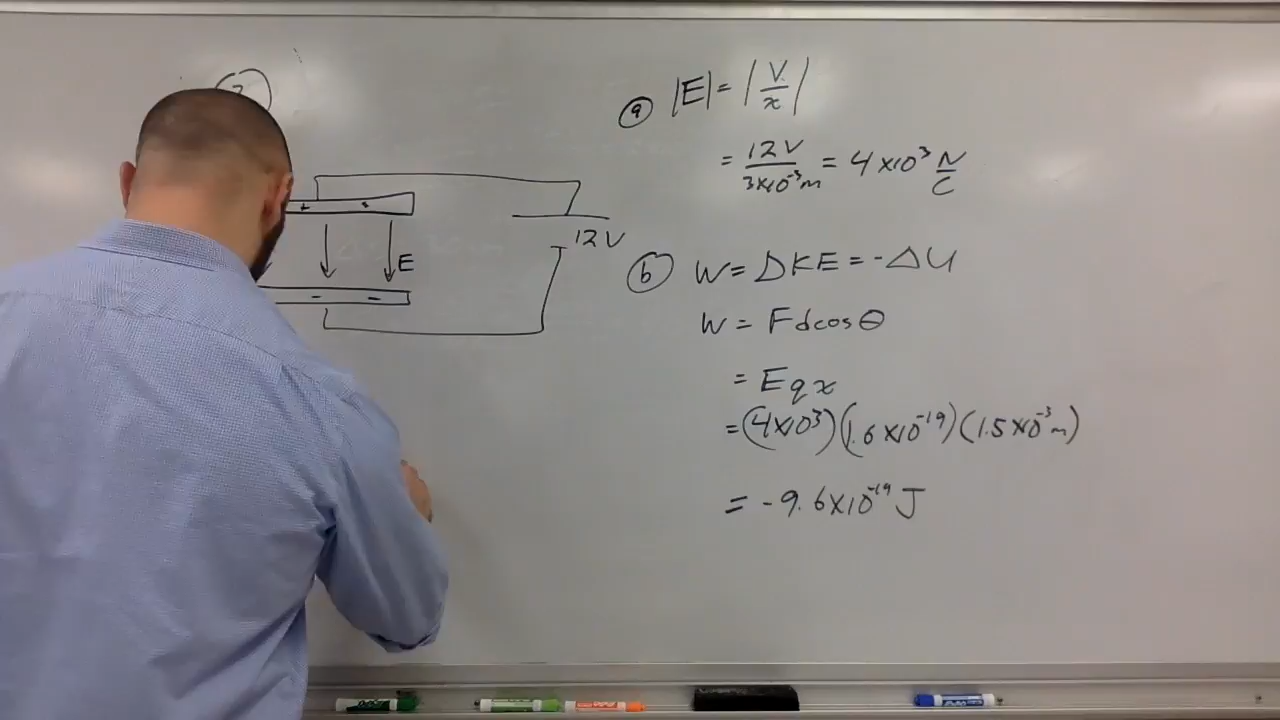 +
E
-
-
12V
ⓐ |E| = |V/x|
= 12V/3×10⁻³m = 4×10³ N/C
ⓑ W = ΔKE = -ΔU
W = Fdcosθ
= Eqx
= (4×10³)(1.6×10⁻¹⁹)(1.5×10⁻³m)
= -9.6×10⁻¹⁹ J